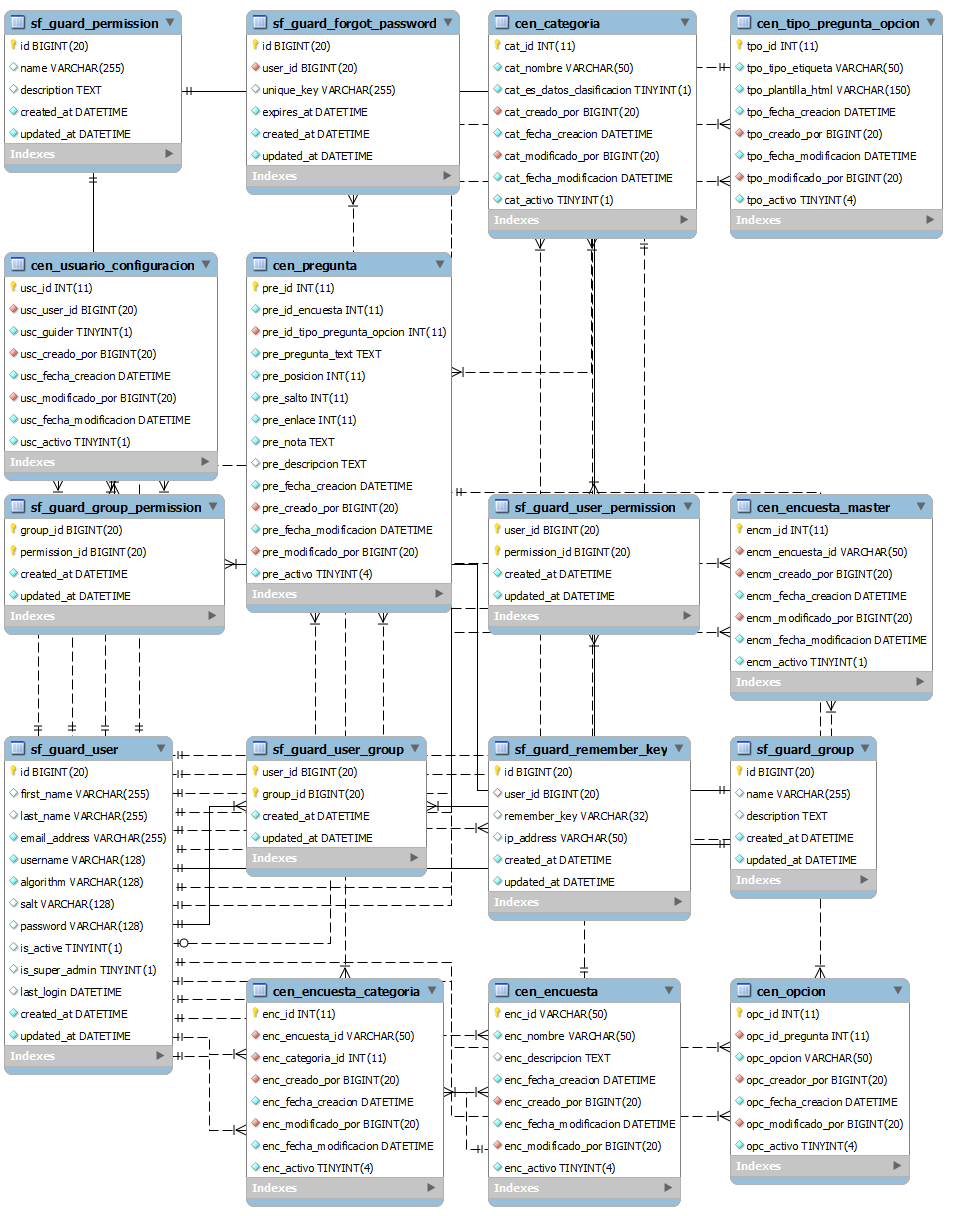 sf_guard_permission
id BIGINT(20)
name VARCHAR(255)
description TEXT
created_at DATETIME
updated_at DATETIME
Indexes
sf_guard_forgot_password
id BIGINT(20)
user_id BIGINT(20)
unique_key VARCHAR(255)
expires_at DATETIME
created_at DATETIME
updated_at DATETIME
Indexes
cen_categoria
cat_id INT(11)
cat_nombre VARCHAR(50)
cat_es_datos_clasificacion TINYINT(1)
cat_creado_por BIGINT(20)
cat_fecha_creacion DATETIME
cat_modificado_por BIGINT(20)
cat_fecha_modificacion DATETIME
cat_activo TINYINT(1)
Indexes
cen_tipo_pregunta_opcion
tpo_id INT(11)
tpo_tipo_etiqueta VARCHAR(50)
tpo_plantilla_html VARCHAR(150)
tpo_fecha_creacion DATETIME
tpo_creado_por BIGINT(20)
tpo_fecha_modificacion DATETIME
tpo_modificado_por BIGINT(20)
tpo_activo TINYINT(4)
Indexes
cen_usuario_configuracion
usc_id INT(11)
usc_user_id BIGINT(20)
usc_guider TINYINT(1)
usc_creado_por BIGINT(20)
usc_fecha_creacion DATETIME
usc_modificado_por BIGINT(20)
usc_fecha_modificacion DATETIME
usc_activo TINYINT(1)
Indexes
cen_pregunta
pre_id INT(11)
pre_id_encuesta INT(11)
pre_id_tipo_pregunta_opcion INT(11)
pre_pregunta_text TEXT
pre_posicion INT(11)
pre_salto INT(11)
pre_enlace INT(11)
pre_nota TEXT
pre_descripcion TEXT
pre_fecha_creacion DATETIME
pre_creado_por BIGINT(20)
pre_fecha_modificacion DATETIME
pre_modificado_por BIGINT(20)
pre_activo TINYINT(4)
Indexes
sf_guard_group_permission
group_id BIGINT(20)
permission_id BIGINT(20)
created_at DATETIME
updated_at DATETIME
Indexes
sf_guard_user_permission
user_id BIGINT(20)
permission_id BIGINT(20)
created_at DATETIME
updated_at DATETIME
Indexes
cen_encuesta_master
encm_id INT(11)
encm_encuesta_id VARCHAR(50)
encm_creado_por BIGINT(20)
encm_fecha_creacion DATETIME
encm_modificado_por BIGINT(20)
encm_fecha_modificacion DATETIME
encm_activo TINYINT(1)
Indexes
sf_guard_user
id BIGINT(20)
first_name VARCHAR(255)
last_name VARCHAR(255)
email_address VARCHAR(255)
username VARCHAR(128)
algorithm VARCHAR(128)
salt VARCHAR(128)
password VARCHAR(128)
is_active TINYINT(1)
is_super_admin TINYINT(1)
last_login DATETIME
created_at DATETIME
updated_at DATETIME
Indexes
sf_guard_user_group
user_id BIGINT(20)
group_id BIGINT(20)
created_at DATETIME
updated_at DATETIME
Indexes
sf_guard_remember_key
id BIGINT(20)
user_id BIGINT(20)
remember_key VARCHAR(32)
ip_address VARCHAR(50)
created_at DATETIME
updated_at DATETIME
Indexes
sf_guard_group
id BIGINT(20)
name VARCHAR(255)
description TEXT
created_at DATETIME
updated_at DATETIME
Indexes
cen_encuesta_categoria
enc_id INT(11)
enc_encuesta_id VARCHAR(50)
enc_categoria_id INT(11)
enc_creado_por BIGINT(20)
enc_fecha_creacion DATETIME
enc_modificado_por BIGINT(20)
enc_fecha_modificacion DATETIME
enc_activo TINYINT(4)
Indexes
cen_encuesta
enc_id VARCHAR(50)
enc_nombre VARCHAR(50)
enc_descripcion TEXT
enc_fecha_creacion DATETIME
enc_creado_por BIGINT(20)
enc_fecha_modificacion DATETIME
enc_modificado_por BIGINT(20)
enc_activo TINYINT(4)
Indexes
cen_opcion
opc_id INT(11)
opc_id_pregunta INT(11)
opc_opcion VARCHAR(50)
opc_creador_por BIGINT(20)
opc_fecha_creacion DATETIME
opc_modificado_por BIGINT(20)
opc_activo TINYINT(4)
Indexes